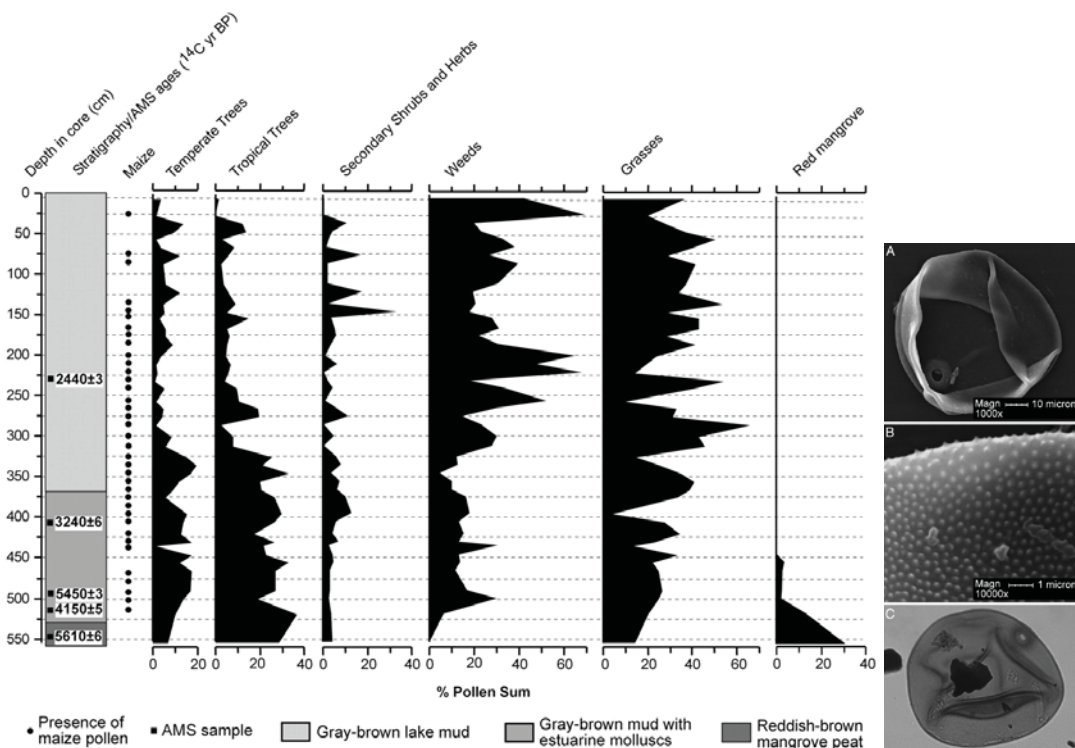 Depth in core (cm)
Stratigraphy/AMS ages (¹⁴C yr BP)
Maize
Temperate Trees
Tropical Trees
Secondary Shrubs and Herbs
Weeds
Grasses
Red mangrove
0
50
100
150
200
250
300
350
400
450
500
550
2440±3
3240±6
5450±3
4150±5
5610±6
0 20
0 20 40
0 20 40
0 20 40 60
0 20 40 60
0 20 40
% Pollen Sum
Presence of
maize pollen
AMS sample
Gray-brown lake mud
Gray-brown mud with
estuarine molluscs
Reddish-brown
mangrove peat
A
Magn 10 micron
1000x
B
Magn 1 micron
10000x
C